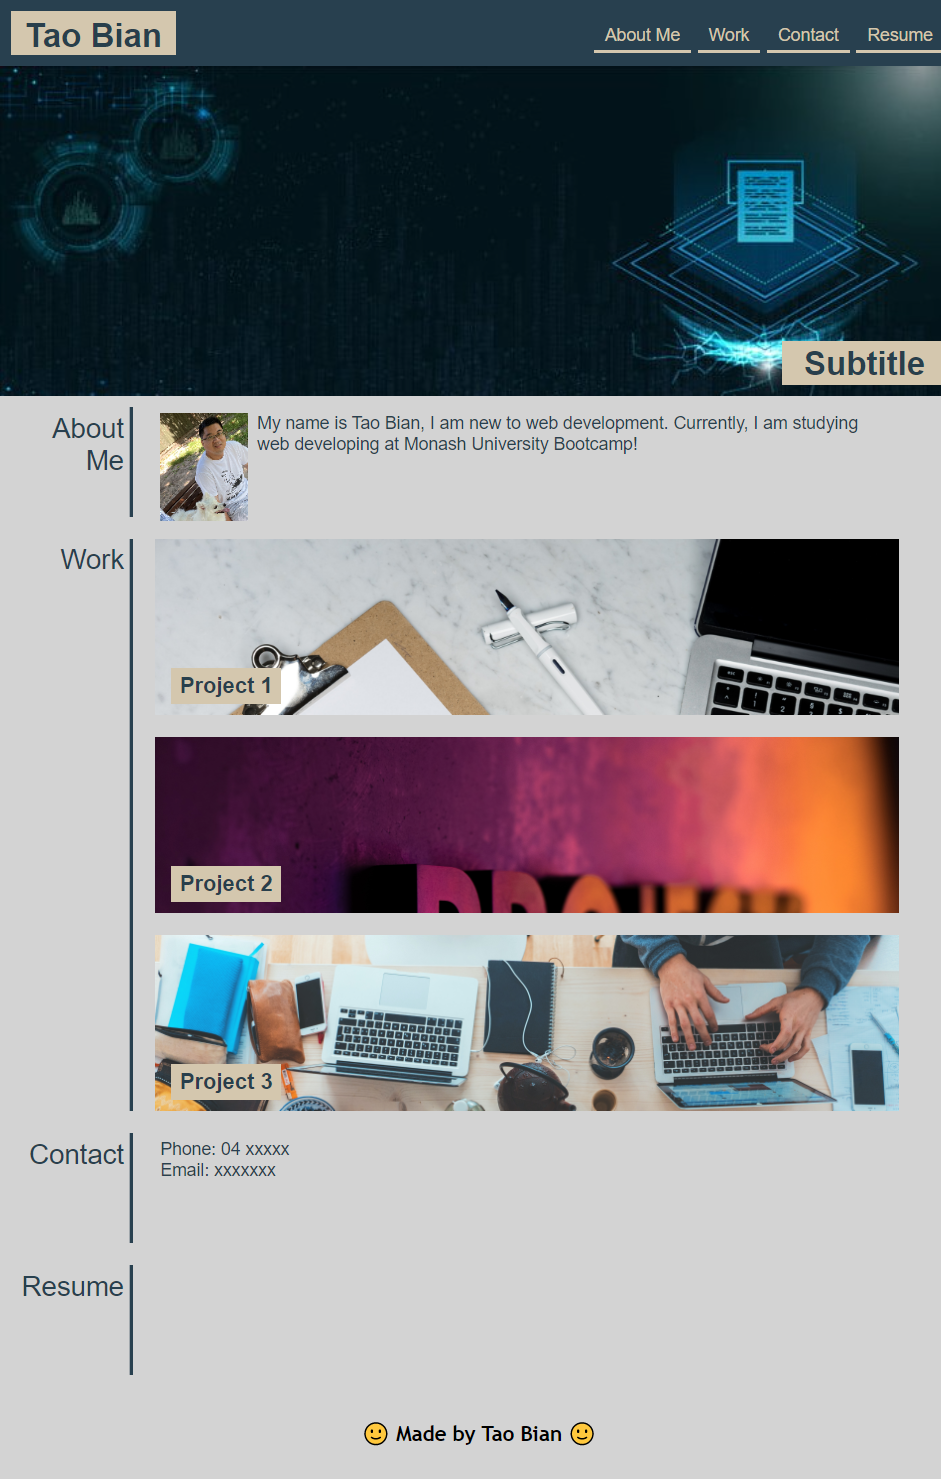 Tao Bian
About Me
Work
Contact
Resume
Subtitle
About
Me
My name is Tao Bian, I am new to web development. Currently, I am studying
web developing at Monash University Bootcamp!
Work
Project 1
Project 2
Project 3
Contact
Phone: 04 xxxxx
Email: xxxxxxx
Resume
🙂 Made by Tao Bian 🙂